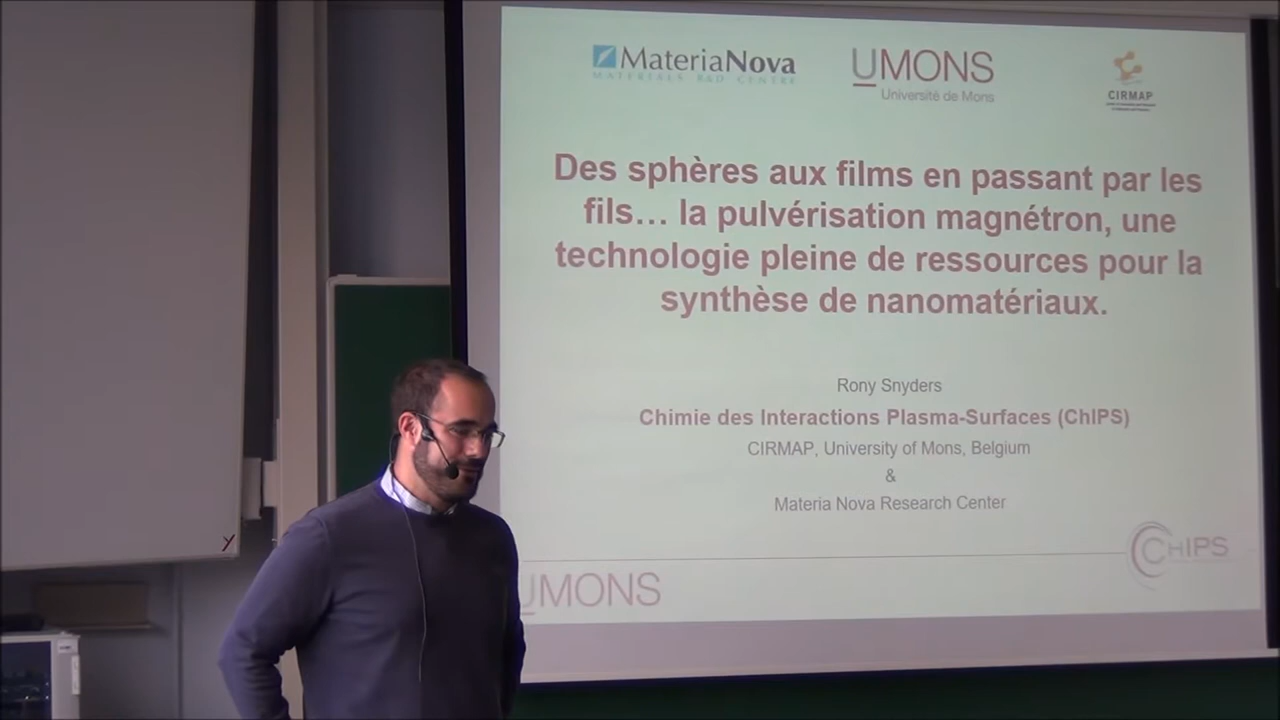 MateriaNova
MATERIALS R&D CENTRE
UMONS
Université de Mons
CIRMAP
Des sphères aux films en passant par les
fils… la pulvérisation magnétron, une
technologie pleine de ressources pour la
synthèse de nanomatériaux.
Rony Snyders
Chimie des Interactions Plasma-Surfaces (ChIPS)
CIRMAP, University of Mons, Belgium
&
Materia Nova Research Center
CHIPS
UMONS